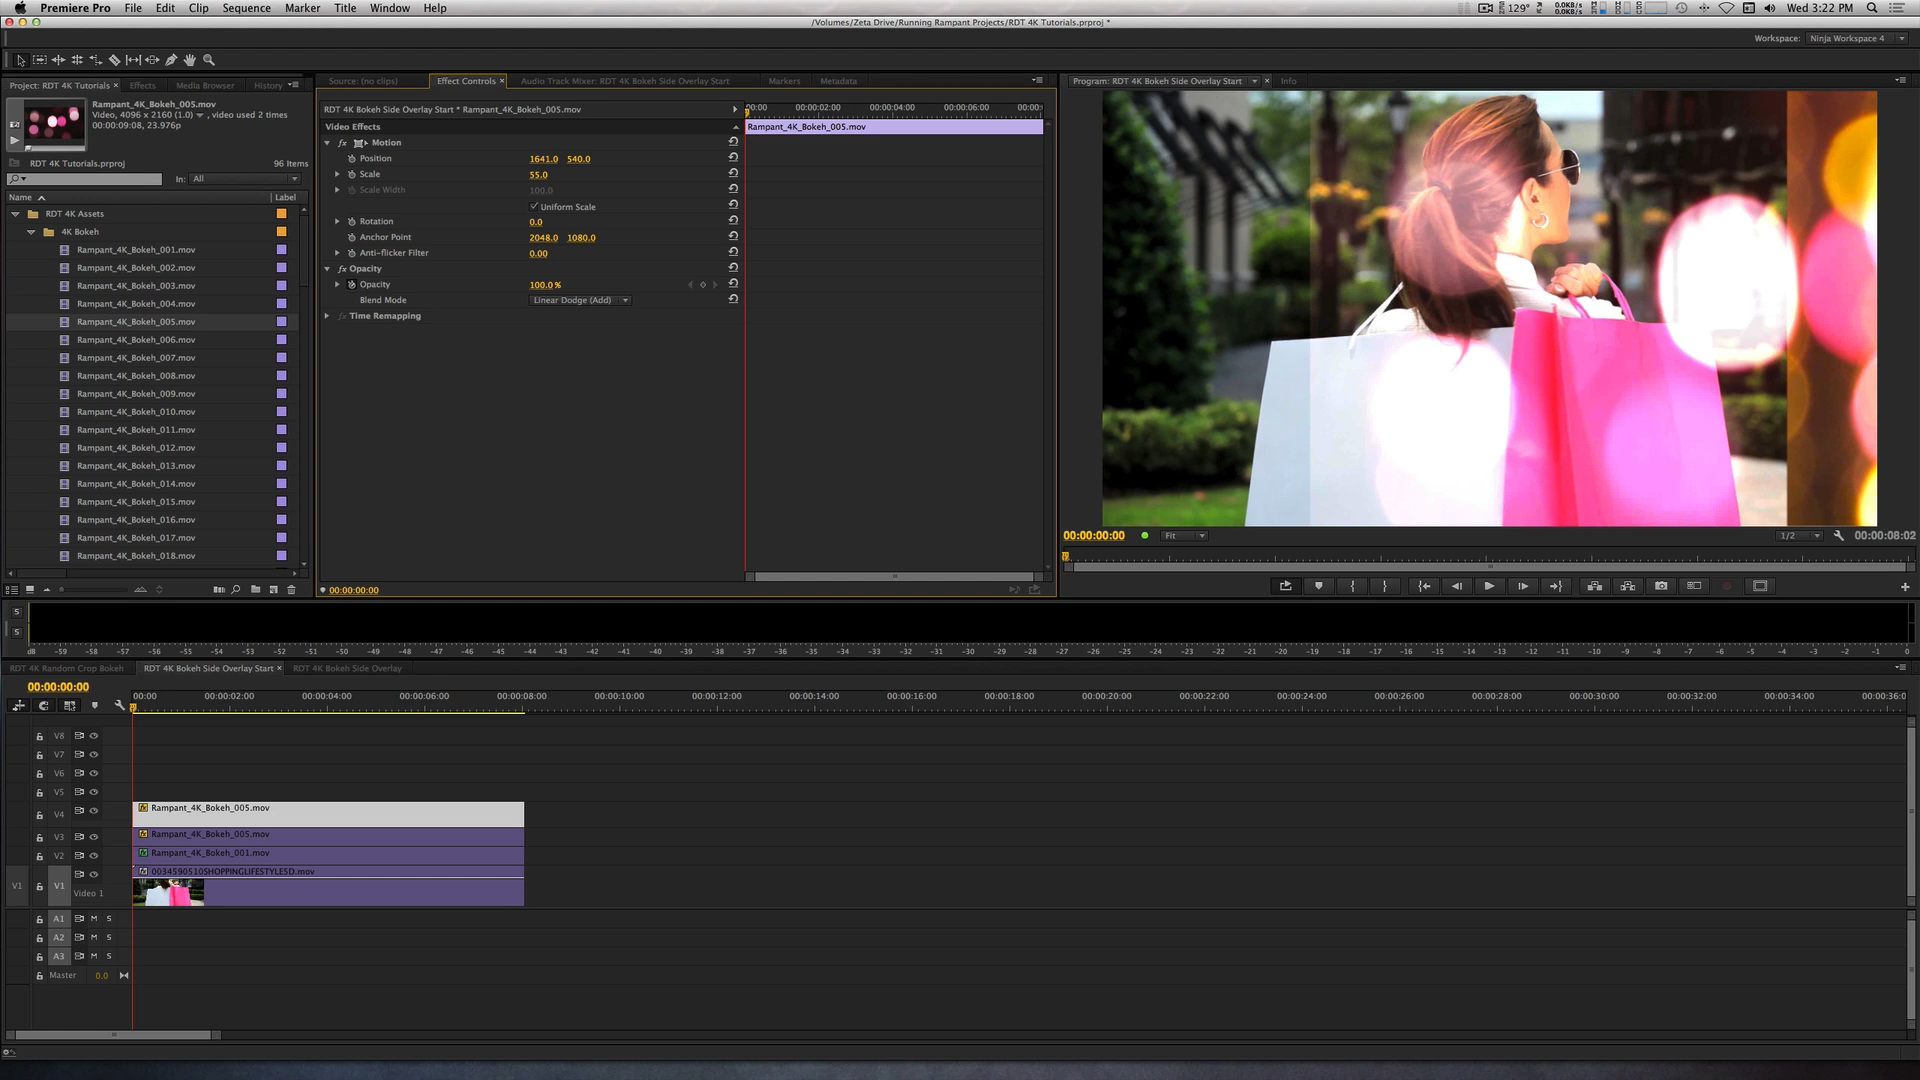 Premiere Pro File Edit Clip Sequence Marker Title Window Help
129° 0.0KB/s 0.0KB/s Wed 3:22 PM
/Volumes/Zeta Drive/Running Rampant Projects/RDT 4K Tutorials.prproj *
Workspace: Ninja Workspace 4
Project: RDT 4K Tutorials × Effects Media Browser History
Rampant_4K_Bokeh_005.mov
Video, 4096 x 2160 (1.0) , video used 2 times
00:00:09:08, 23.976p
RDT 4K Tutorials.prproj 96 Items
In: All
Name Label
RDT 4K Assets
4K Bokeh
Rampant_4K_Bokeh_001.mov
Rampant_4K_Bokeh_002.mov
Rampant_4K_Bokeh_003.mov
Rampant_4K_Bokeh_004.mov
Rampant_4K_Bokeh_005.mov
Rampant_4K_Bokeh_006.mov
Rampant_4K_Bokeh_007.mov
Rampant_4K_Bokeh_008.mov
Rampant_4K_Bokeh_009.mov
Rampant_4K_Bokeh_010.mov
Rampant_4K_Bokeh_011.mov
Rampant_4K_Bokeh_012.mov
Rampant_4K_Bokeh_013.mov
Rampant_4K_Bokeh_014.mov
Rampant_4K_Bokeh_015.mov
Rampant_4K_Bokeh_016.mov
Rampant_4K_Bokeh_017.mov
Rampant_4K_Bokeh_018.mov
Source: (no clips) Effect Controls × Audio Track Mixer: RDT 4K Bokeh Side Overlay Start Markers Metadata
RDT 4K Bokeh Side Overlay Start * Rampant_4K_Bokeh_005.mov
00:00 00:00:02:00 00:00:04:00 00:00:06:00 00:00:
Video Effects
Rampant_4K_Bokeh_005.mov
fx Motion
Position 1641.0 540.0
Scale 55.0
Scale Width 100.0
Uniform Scale
Rotation 0.0
Anchor Point 2048.0 1080.0
Anti-flicker Filter 0.00
fx Opacity
Opacity 100.0 %
Blend Mode Linear Dodge (Add)
fx Time Remapping
00:00:00:00
Program: RDT 4K Bokeh Side Overlay Start × Info
00:00:00:00 Fit 1/2 00:00:08:02
S
S
dB -59 -58 -57 -56 -55 -54 -53 -52 -51 -50 -49 -48 -47 -46 -45 -44 -43 -42 -41 -40 -39 -38 -37 -36 -35 -34 -33 -32 -31 -30 -29 -28 -27 -26 -25 -24 -23 -22 -21 -20 -19 -18 -17 -16 -15 -14 -13 -12 -11 -10 -9 -8 -7 -6 -5 -4 -3 -2 -1 0
RDT 4K Random Crop Bokeh RDT 4K Bokeh Side Overlay Start × RDT 4K Bokeh Side Overlay
00:00:00:00
00:00 00:00:02:00 00:00:04:00 00:00:06:00 00:00:08:00 00:00:10:00 00:00:12:00 00:00:14:00 00:00:16:00 00:00:18:00 00:00:20:00 00:00:22:00 00:00:24:00 00:00:26:00 00:00:28:00 00:00:30:00 00:00:32:00 00:00:34:00 00:00:36:0
V8
V7
V6
V5
V4 Rampant_4K_Bokeh_005.mov
V3 Rampant_4K_Bokeh_005.mov
V2 Rampant_4K_Bokeh_001.mov
V1 V1 Video 1 0034590510SHOPPINGLIFESTYLE5D.mov
A1 M S
A2 M S
A3 M S
Master 0.0